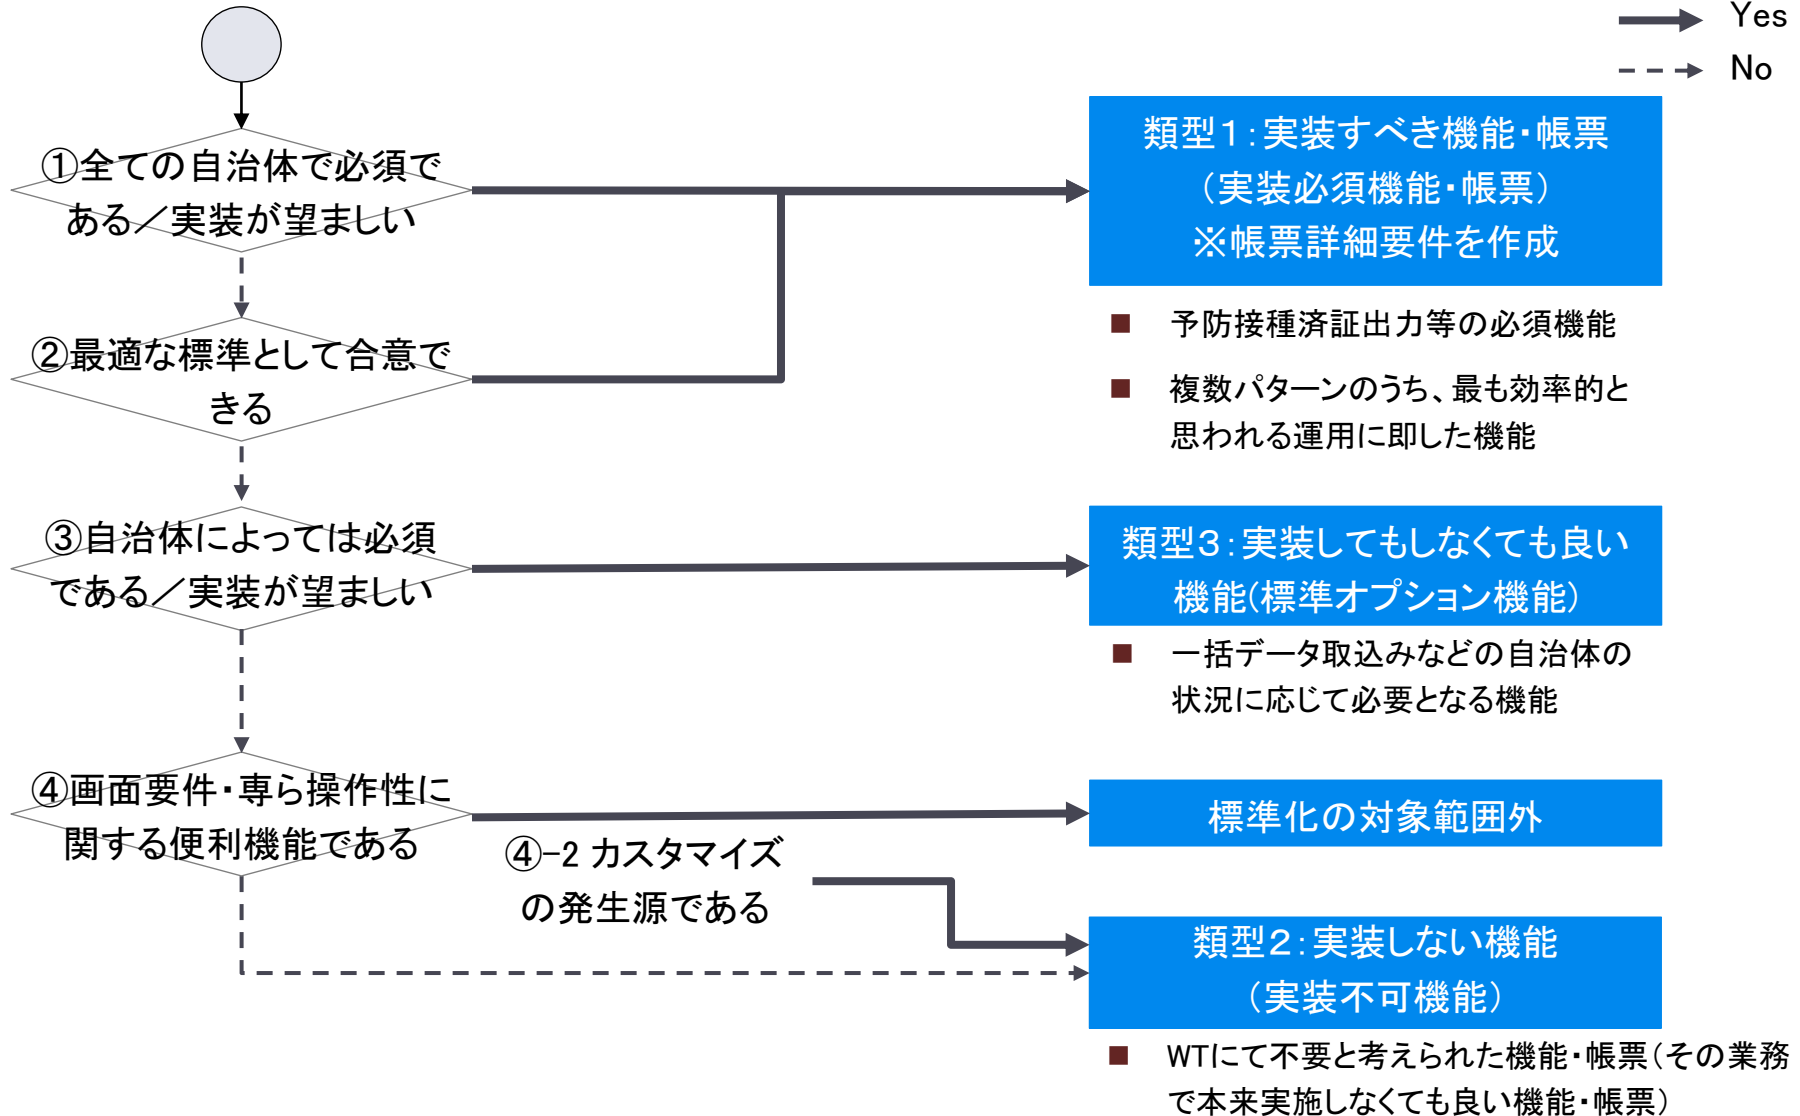 Yes
No
①全ての自治体で必須で
ある／実装が望ましい
類型１：実装すべき機能・帳票
（実装必須機能・帳票）
※帳票詳細要件を作成
②最適な標準として合意で
きる
■ 予防接種済証出力等の必須機能
■ 複数パターンのうち、最も効率的と
思われる運用に即した機能
③自治体によっては必須
である／実装が望ましい
類型３：実装してもしなくても良い
機能(標準オプション機能)
■ 一括データ取込みなどの自治体の
状況に応じて必要となる機能
④画面要件・専ら操作性に
関する便利機能である
標準化の対象範囲外
④-2 カスタマイズ
の発生源である
類型２：実装しない機能
（実装不可機能）
■ WTにて不要と考えられた機能・帳票（その業務
で本来実施しなくても良い機能・帳票）